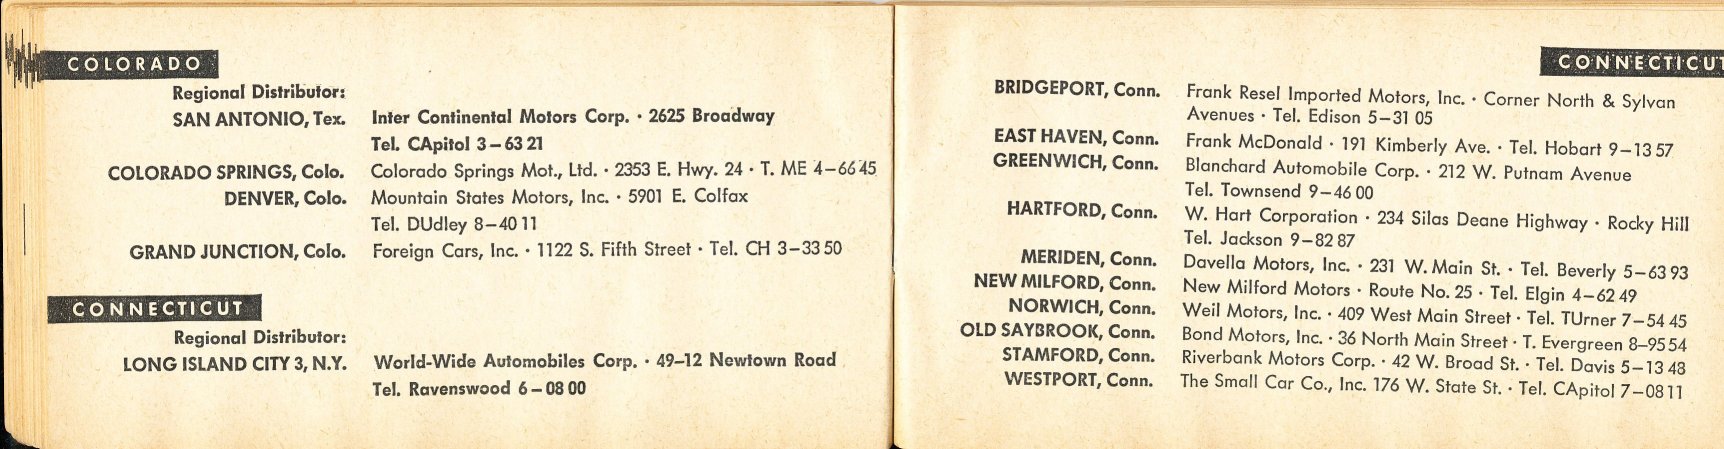 COLORADO
Regional Distributor:
SAN ANTONIO, Tex. Inter Continental Motors Corp. · 2625 Broadway
Tel. CApitol 3–63 21
COLORADO SPRINGS, Colo. Colorado Springs Mot., Ltd. · 2353 E. Hwy. 24 · T. ME 4–66 45
DENVER, Colo. Mountain States Motors, Inc. · 5901 E. Colfax
Tel. DUdley 8–40 11
GRAND JUNCTION, Colo. Foreign Cars, Inc. · 1122 S. Fifth Street · Tel. CH 3–33 50
CONNECTICUT
Regional Distributor:
LONG ISLAND CITY 3, N.Y. World-Wide Automobiles Corp. · 49–12 Newtown Road
Tel. Ravenswood 6–08 00
CONNECTICUT
BRIDGEPORT, Conn. Frank Resel Imported Motors, Inc. · Corner North & Sylvan
Avenues · Tel. Edison 5–31 05
EAST HAVEN, Conn. Frank McDonald · 191 Kimberly Ave. · Tel. Hobart 9–13 57
GREENWICH, Conn. Blanchard Automobile Corp. · 212 W. Putnam Avenue
Tel. Townsend 9–46 00
HARTFORD, Conn. W. Hart Corporation · 234 Silas Deane Highway · Rocky Hill
Tel. Jackson 9–82 87
MERIDEN, Conn. Davella Motors, Inc. · 231 W. Main St. · Tel. Beverly 5–63 93
NEW MILFORD, Conn. New Milford Motors · Route No. 25 · Tel. Elgin 4–62 49
NORWICH, Conn. Weil Motors, Inc. · 409 West Main Street · Tel. TUrner 7–54 45
OLD SAYBROOK, Conn. Bond Motors, Inc. · 36 North Main Street · T. Evergreen 8–95 54
STAMFORD, Conn. Riverbank Motors Corp. · 42 W. Broad St. · Tel. Davis 5–13 48
WESTPORT, Conn. The Small Car Co., Inc. 176 W. State St. · Tel. CApitol 7–08 11